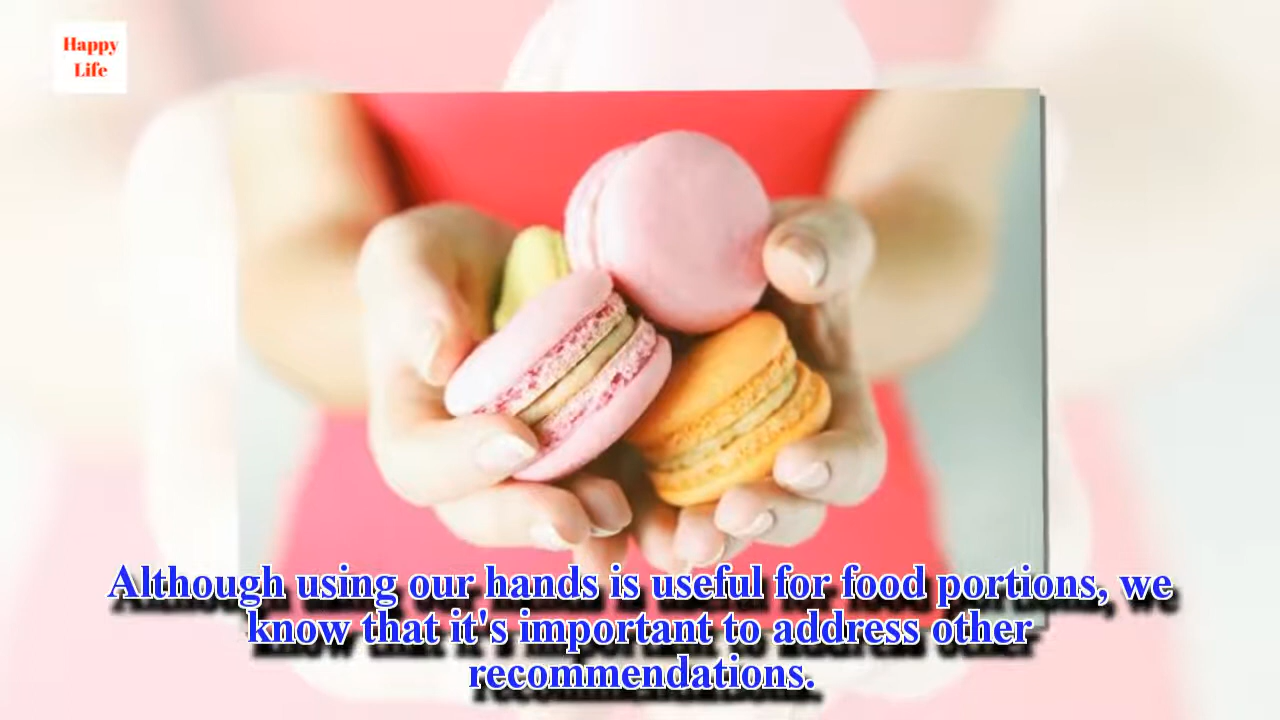 Happy
Life
Although using our hands is useful for food portions, we
know that it's important to address other
recommendations.